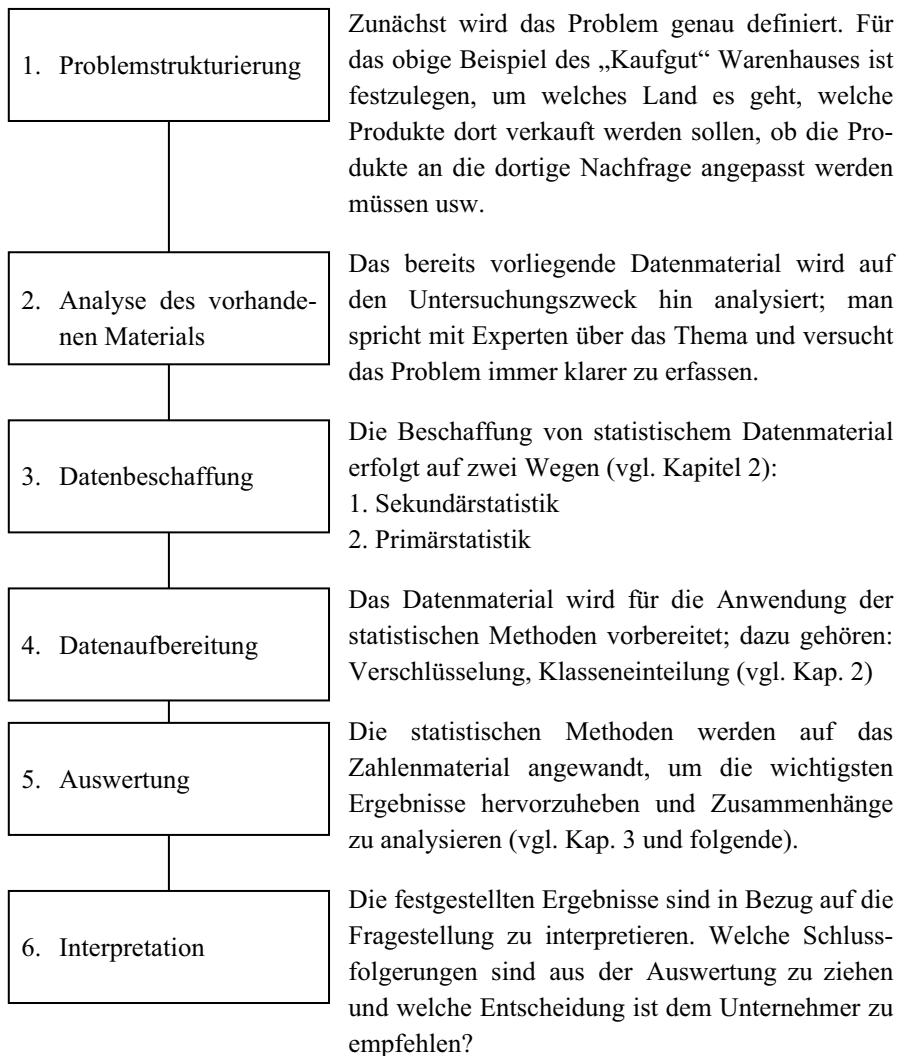 1. Problemstrukturierung
Zunächst wird das Problem genau definiert. Für
das obige Beispiel des „Kaufgut“ Warenhauses ist
festzulegen, um welches Land es geht, welche
Produkte dort verkauft werden sollen, ob die Pro-
dukte an die dortige Nachfrage angepasst werden
müssen usw.
2. Analyse des vorhande-
nen Materials
Das bereits vorliegende Datenmaterial wird auf
den Untersuchungszweck hin analysiert; man
spricht mit Experten über das Thema und versucht
das Problem immer klarer zu erfassen.
3. Datenbeschaffung
Die Beschaffung von statistischem Datenmaterial
erfolgt auf zwei Wegen (vgl. Kapitel 2):
1. Sekundärstatistik
2. Primärstatistik
4. Datenaufbereitung
Das Datenmaterial wird für die Anwendung der
statistischen Methoden vorbereitet; dazu gehören:
Verschlüsselung, Klasseneinteilung (vgl. Kap. 2)
5. Auswertung
Die statistischen Methoden werden auf das
Zahlenmaterial angewandt, um die wichtigsten
Ergebnisse hervorzuheben und Zusammenhänge
zu analysieren (vgl. Kap. 3 und folgende).
6. Interpretation
Die festgestellten Ergebnisse sind in Bezug auf die
Fragestellung zu interpretieren. Welche Schluss-
folgerungen sind aus der Auswertung zu ziehen
und welche Entscheidung ist dem Unternehmer zu
empfehlen?